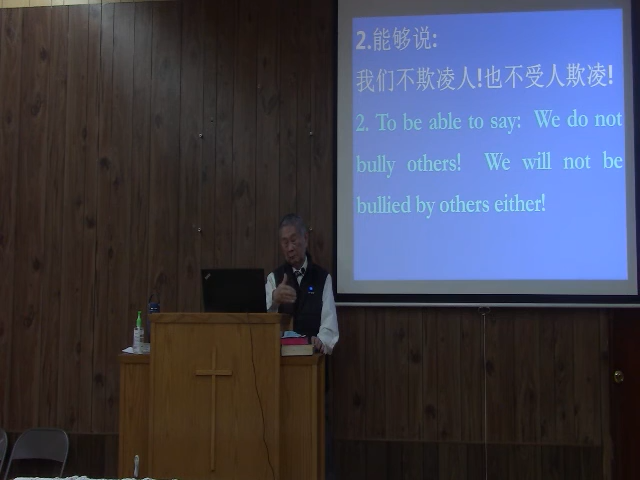 2.能够说:
我们不欺凌人!也不受人欺凌!
2. To be able to say: We do not
bully others! We will not be
bullied by others either!